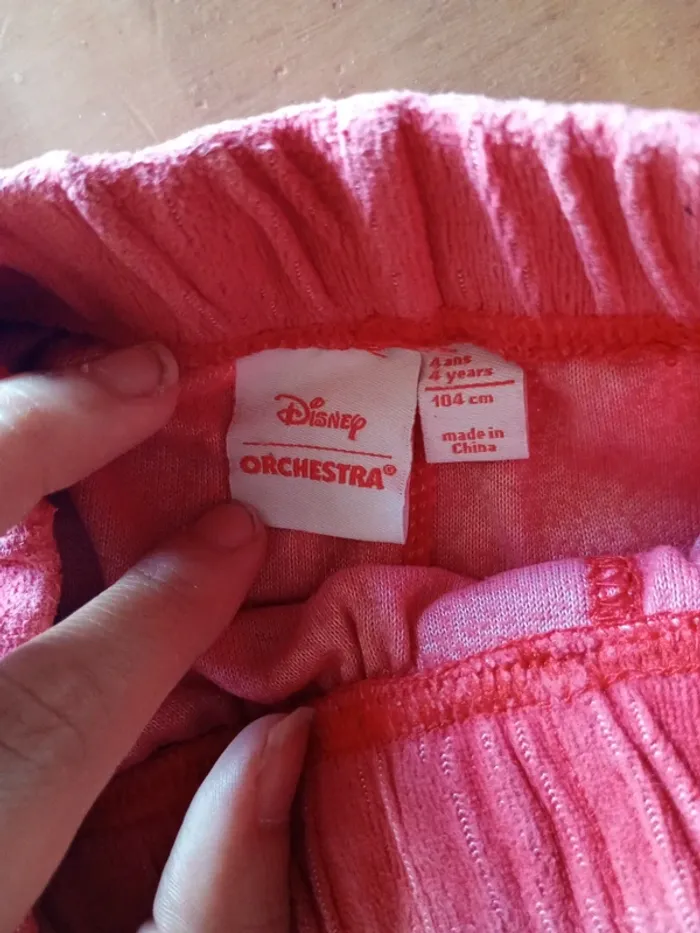 Disney
ORCHESTRA®
4 ans
4 years
104 cm
made in
China